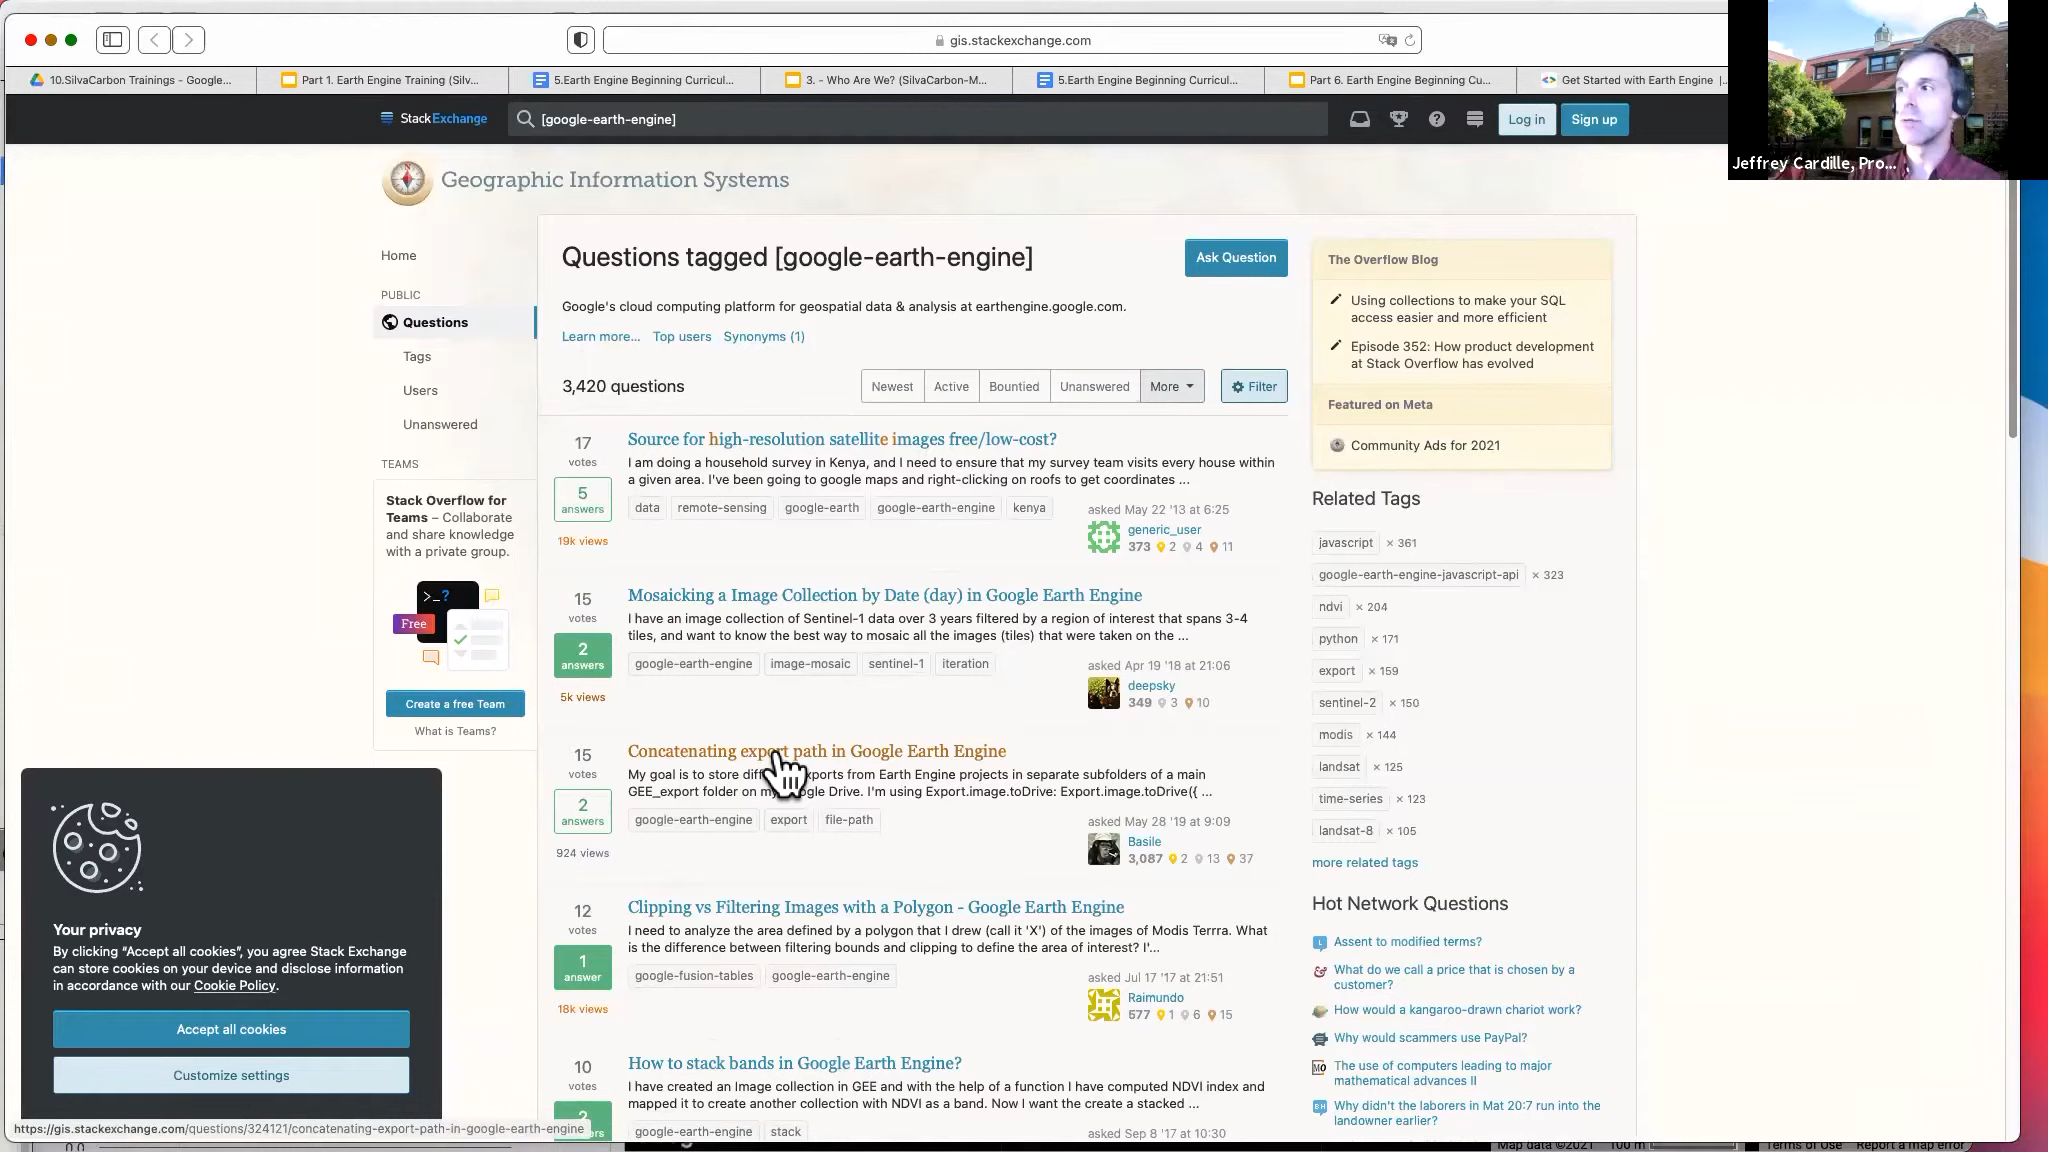 gis.stackexchange.com
10.SilvaCarbon Trainings - Google...
Part 1. Earth Engine Training (Silv...
5.Earth Engine Beginning Curricul...
3. - Who Are We? (SilvaCarbon-M...
5.Earth Engine Beginning Curricul...
Part 6. Earth Engine Beginning Cu...
Get Started with Earth Engine |...
StackExchange
[google-earth-engine]
Log in
Sign up
Jeffrey Cardille, Pro...
Geographic Information Systems
Home
PUBLIC
Questions
Tags
Users
Unanswered
TEAMS
Stack Overflow for
Teams – Collaborate
and share knowledge
with a private group.
>_?
Free
Create a free Team
What is Teams?
Questions tagged [google-earth-engine]
Ask Question
Google's cloud computing platform for geospatial data & analysis at earthengine.google.com.
Learn more... Top users Synonyms (1)
3,420 questions
Newest Active Bountied Unanswered More Filter
17
votes
5
answers
19k views
Source for high-resolution satellite images free/low-cost?
I am doing a household survey in Kenya, and I need to ensure that my survey team visits every house within
a given area. I've been going to google maps and right-clicking on roofs to get coordinates ...
data remote-sensing google-earth google-earth-engine kenya
asked May 22 '13 at 6:25
generic_user
373 2 4 11
15
votes
2
answers
5k views
Mosaicking a Image Collection by Date (day) in Google Earth Engine
I have an image collection of Sentinel-1 data over 3 years filtered by a region of interest that spans 3-4
tiles, and want to know the best way to mosaic all the images (tiles) that were taken on the ...
google-earth-engine image-mosaic sentinel-1 iteration
asked Apr 19 '18 at 21:06
deepsky
349 3 10
15
votes
2
answers
924 views
Concatenating export path in Google Earth Engine
My goal is to store exports from Earth Engine projects in separate subfolders of a main
GEE_export folder on Drive. I'm using Export.image.toDrive: Export.image.toDrive({ ...
google-earth-engine export file-path
asked May 28 '19 at 9:09
Basile
3,087 2 13 37
12
votes
1
answer
18k views
Clipping vs Filtering Images with a Polygon - Google Earth Engine
I need to analyze the area defined by a polygon that I drew (call it 'X') of the images of Modis Terrra. What
is the difference between filtering bounds and clipping to define the area of interest? I'...
google-fusion-tables google-earth-engine
asked Jul 17 '17 at 21:51
Raimundo
577 1 6 15
10
votes
How to stack bands in Google Earth Engine?
I have created an Image collection in GEE and with the help of a function I have computed NDVI index and
mapped it to create another collection with NDVI as a band. Now I want the create a stacked ...
google-earth-engine stack
asked Sep 8 '17 at 10:30
The Overflow Blog
Using collections to make your SQL
access easier and more efficient
Episode 352: How product development
at Stack Overflow has evolved
Featured on Meta
Community Ads for 2021
Related Tags
javascript × 361
google-earth-engine-javascript-api × 323
ndvi × 204
python × 171
export × 159
sentinel-2 × 150
modis × 144
landsat × 125
time-series × 123
landsat-8 × 105
more related tags
Hot Network Questions
Assent to modified terms?
What do we call a price that is chosen by a
customer?
How would a kangaroo-drawn chariot work?
Why would scammers use PayPal?
The use of computers leading to major
mathematical advances II
Why didn't the laborers in Mat 20:7 run into the
landowner earlier?
Your privacy
By clicking “Accept all cookies”, you agree Stack Exchange
can store cookies on your device and disclose information
in accordance with our Cookie Policy.
Accept all cookies
Customize settings
https://gis.stackexchange.com/questions/324121/concatenating-export-path-in-google-earth-engine
Map data ©2021 100 m Terms of Use Report a map error